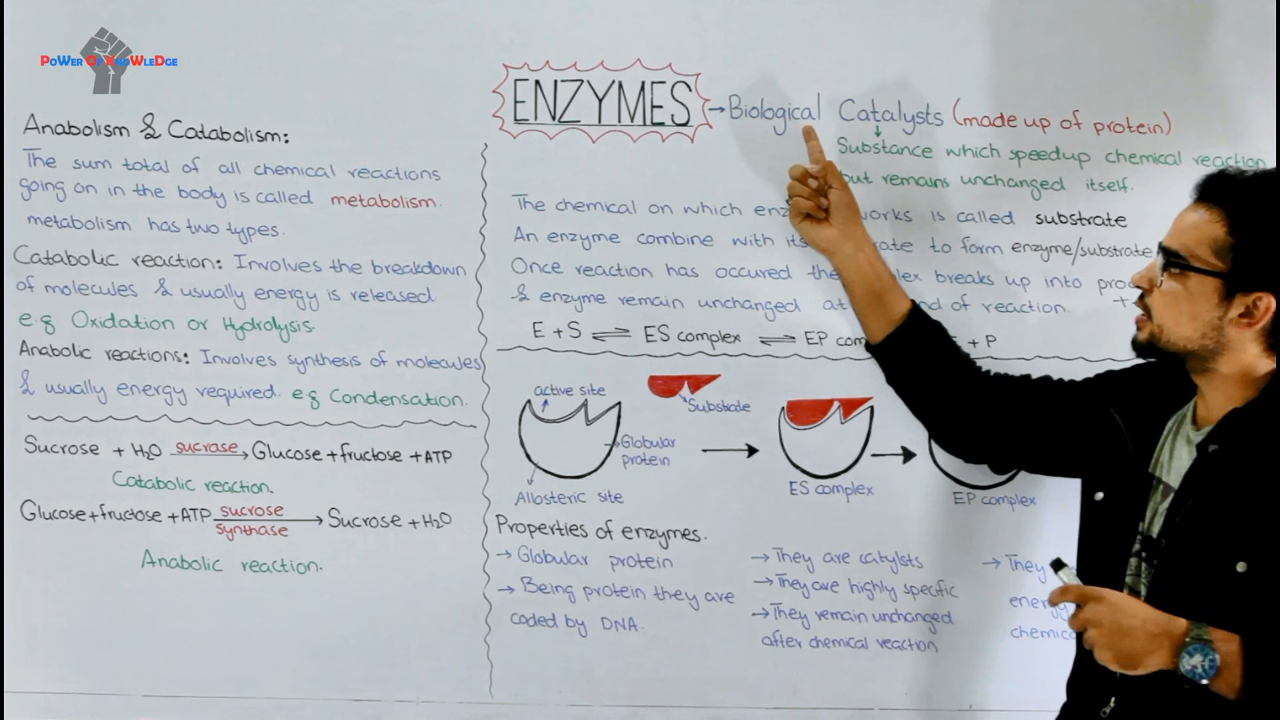 PoWer Of KnoWLeDge
Anabolism & Catabolism:
The sum total of all chemical reactions
going on in the body is called metabolism.
metabolism has two types.
Catabolic reaction: Involves the breakdown
of molecules & usually energy is released
e.g Oxidation or Hydrolysis.
Anabolic reactions: Involves synthesis of molecules
& usually energy required. e.g Condensation.
Sucrose + H2O sucrase → Glucose + fructose + ATP
Catabolic reaction.
Glucose + fructose + ATP sucrose → Sucrose + H2O
synthase
Anabolic reaction.
ENZYMES → Biological Catalysts (made up of protein)
Substance which speedup chemical reaction
but remains unchanged itself.
The chemical on which works is called substrate
An enzyme combine with its to form enzyme/substrate
Once reaction has occured breaks up into
& enzyme remain unchanged at of reaction.
E + S ⇌ ES complex ⇌ EP + P
active site
Substrate
Globular
protein
Allosteric site
ES complex
EP complex
Properties of enzymes.
→ Globular protein
→ Being protein they are
coded by DNA.
→ They are catylsts
→ They are highly specific
→ They remain unchanged
after chemical reaction
→ They